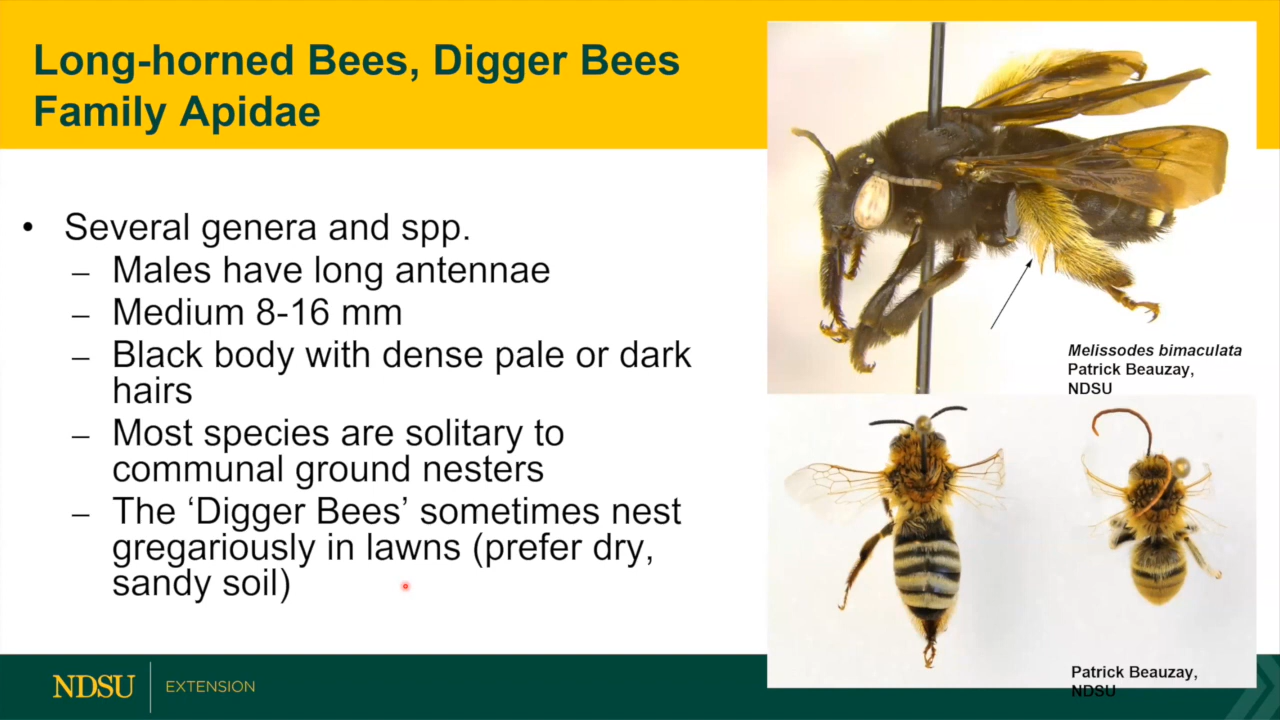 Long-horned Bees, Digger Bees
Family Apidae
• Several genera and spp.
– Males have long antennae
– Medium 8-16 mm
– Black body with dense pale or dark
hairs
– Most species are solitary to
communal ground nesters
– The ‘Digger Bees’ sometimes nest
gregariously in lawns (prefer dry,
sandy soil)
Melissodes bimaculata
Patrick Beauzay,
NDSU
Patrick Beauzay,
NDSU
NDSU EXTENSION